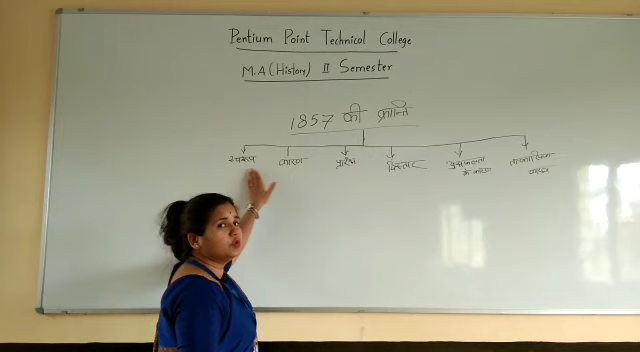 Pentium Point Technical College
M.A (History) II Semester
1857 की क्रान्ति
स्वरूप कारण प्रारंभ विस्तार असफलता के कारण